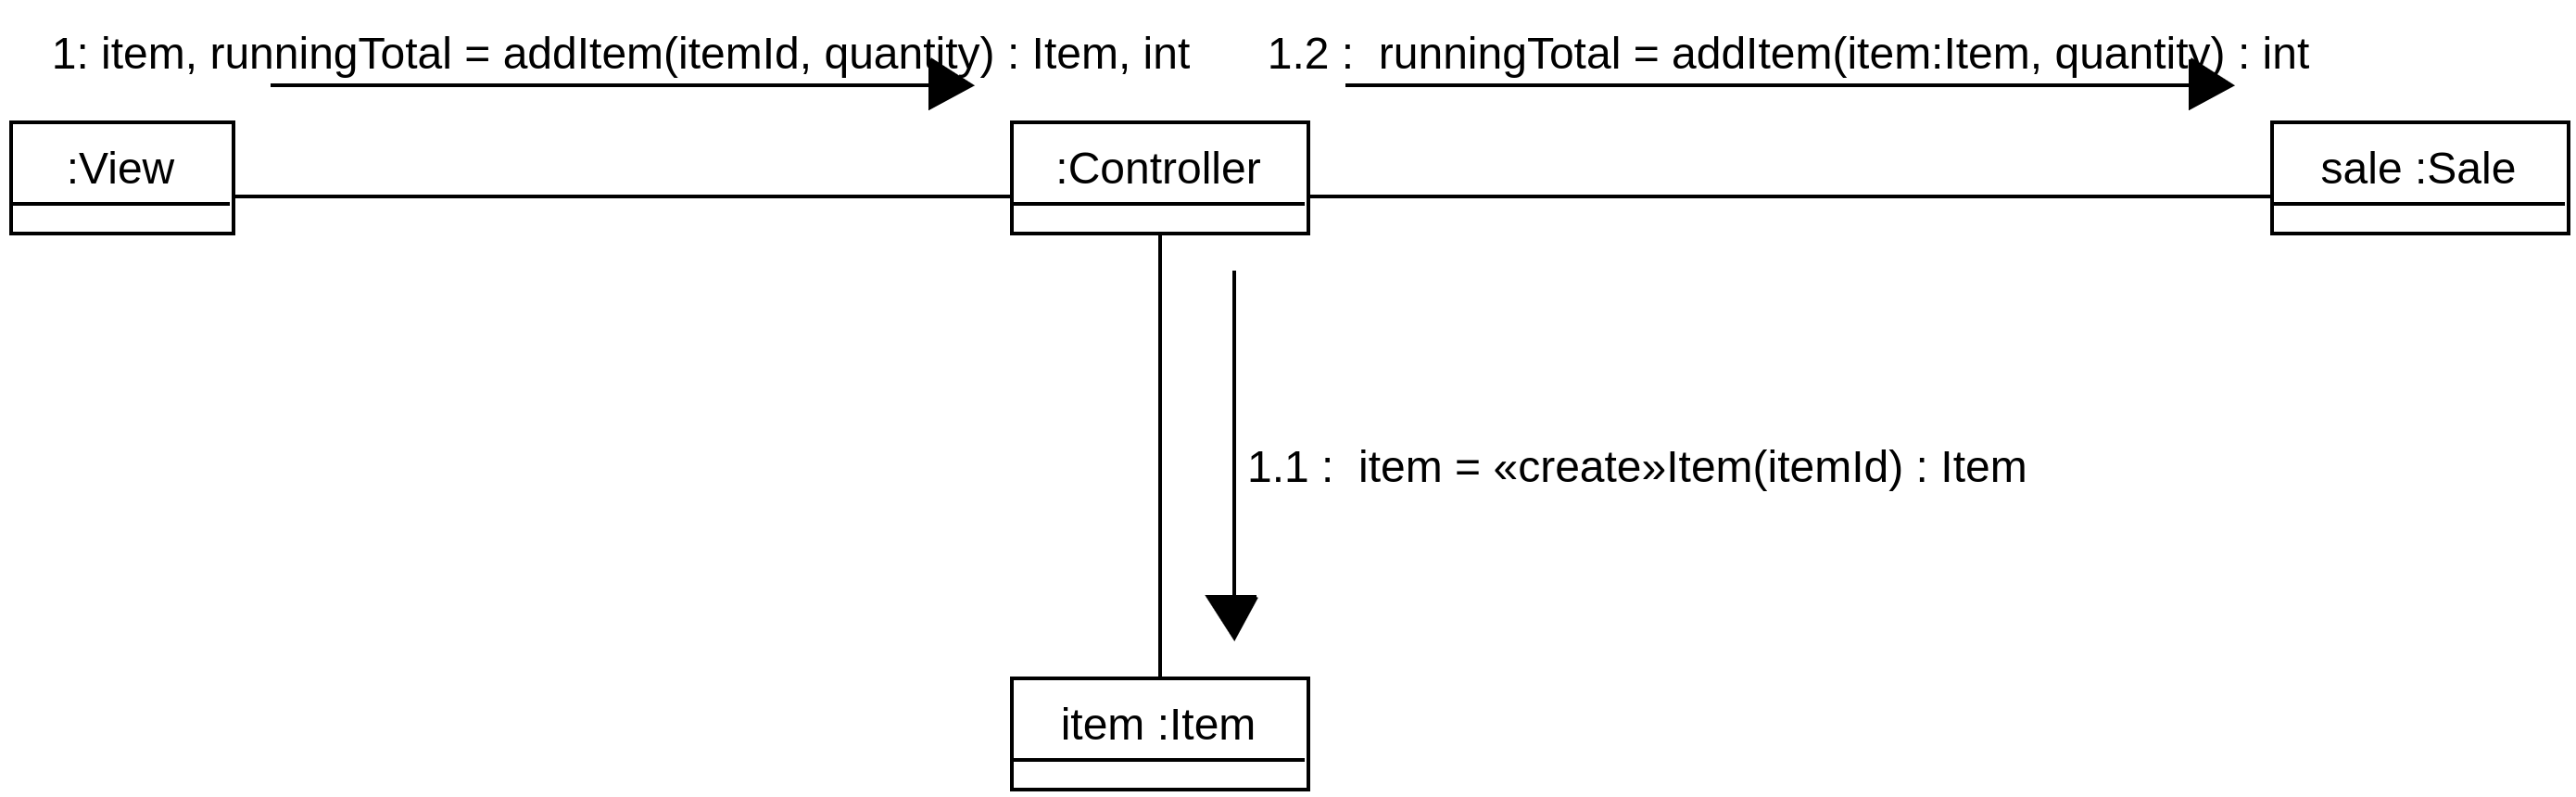 1: item, runningTotal = addItem(itemId, quantity) : Item, int
1.2 :  runningTotal = addItem(item:Item, quantity) : int
:View
:Controller
sale :Sale
1.1 :  item = «create»Item(itemId) : Item
item :Item